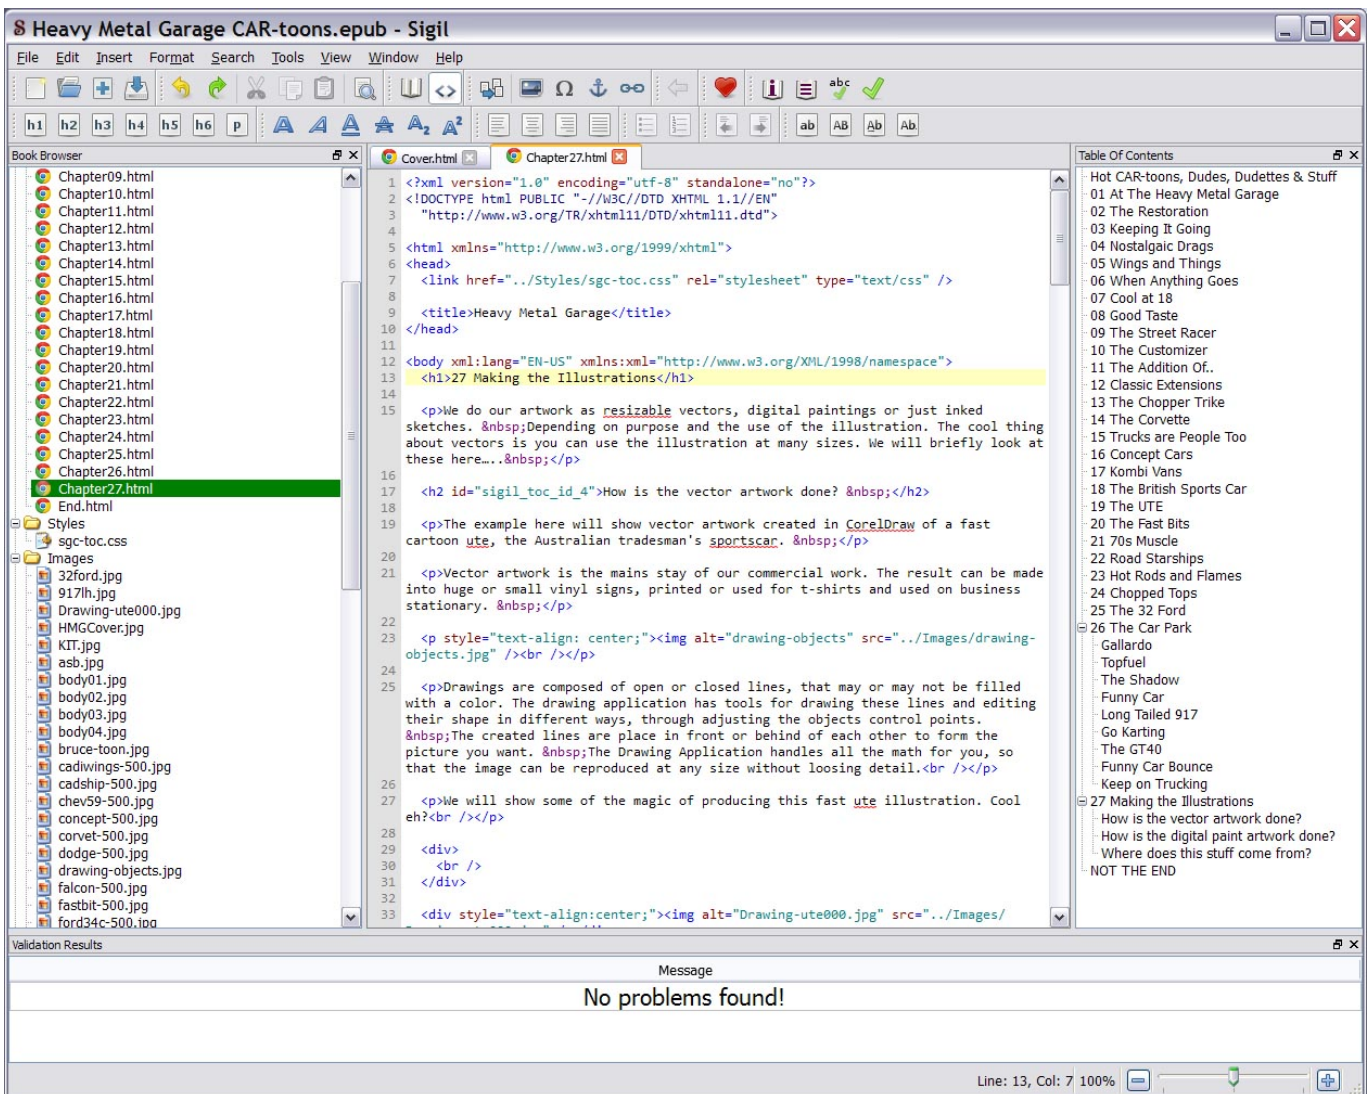 Heavy Metal Garage CAR-toons.epub - Sigil
File Edit Insert Format Search Tools View Window Help
h1 h2 h3 h4 h5 h6 p A A A A A₂ A² ab AB Ab Ab
Book Browser
Chapter09.html
Chapter10.html
Chapter11.html
Chapter12.html
Chapter13.html
Chapter14.html
Chapter15.html
Chapter16.html
Chapter17.html
Chapter18.html
Chapter19.html
Chapter20.html
Chapter21.html
Chapter22.html
Chapter23.html
Chapter24.html
Chapter25.html
Chapter26.html
Chapter27.html
End.html
Styles
sgc-toc.css
Images
32ford.jpg
917lh.jpg
Drawing-ute000.jpg
HMGCover.jpg
KIT.jpg
asb.jpg
body01.jpg
body02.jpg
body03.jpg
body04.jpg
bruce-toon.jpg
cadiwings-500.jpg
cadship-500.jpg
chev59-500.jpg
concept-500.jpg
corvet-500.jpg
dodge-500.jpg
drawing-objects.jpg
falcon-500.jpg
fastbit-500.jpg
ford34c-500.jpg
Cover.html Chapter27.html
1 <?xml version="1.0" encoding="utf-8" standalone="no"?>
2 <!DOCTYPE html PUBLIC "-//W3C//DTD XHTML 1.1//EN"
3 "http://www.w3.org/TR/xhtml11/DTD/xhtml11.dtd">
4
5 <html xmlns="http://www.w3.org/1999/xhtml">
6 <head>
7 <link href="../Styles/sgc-toc.css" rel="stylesheet" type="text/css" />
8
9 <title>Heavy Metal Garage</title>
10 </head>
11
12 <body xml:lang="EN-US" xmlns:xml="http://www.w3.org/XML/1998/namespace">
13 <h1>27 Making the Illustrations</h1>
14
15 <p>We do our artwork as resizable vectors, digital paintings or just inked
sketches. &nbsp;Depending on purpose and the use of the illustration. The cool thing
about vectors is you can use the illustration at many sizes. We will briefly look at
these here…..&nbsp;</p>
16
17 <h2 id="sigil_toc_id_4">How is the vector artwork done? &nbsp;</h2>
18
19 <p>The example here will show vector artwork created in CorelDraw of a fast
cartoon ute, the Australian tradesman's sportscar. &nbsp;</p>
20
21 <p>Vector artwork is the mains stay of our commercial work. The result can be made
into huge or small vinyl signs, printed or used for t-shirts and used on business
stationary. &nbsp;</p>
22
23 <p style="text-align: center;"><img alt="drawing-objects" src="../Images/drawing-
objects.jpg" /><br /></p>
24
25 <p>Drawings are composed of open or closed lines, that may or may not be filled
with a color. The drawing application has tools for drawing these lines and editing
their shape in different ways, through adjusting the objects control points.
&nbsp;The created lines are place in front or behind of each other to form the
picture you want. &nbsp;The Drawing Application handles all the math for you, so
that the image can be reproduced at any size without loosing detail.<br /></p>
26
27 <p>We will show some of the magic of producing this fast ute illustration. Cool
eh?<br /></p>
28
29 <div>
30 <br />
31 </div>
32
33 <div style="text-align:center;"><img alt="Drawing-ute000.jpg" src="../Images/
Table Of Contents
Hot CAR-toons, Dudes, Dudettes & Stuff
01 At The Heavy Metal Garage
02 The Restoration
03 Keeping It Going
04 Nostalgaic Drags
05 Wings and Things
06 When Anything Goes
07 Cool at 18
08 Good Taste
09 The Street Racer
10 The Customizer
11 The Addition Of..
12 Classic Extensions
13 The Chopper Trike
14 The Corvette
15 Trucks are People Too
16 Concept Cars
17 Kombi Vans
18 The British Sports Car
19 The UTE
20 The Fast Bits
21 70s Muscle
22 Road Starships
23 Hot Rods and Flames
24 Chopped Tops
25 The 32 Ford
26 The Car Park
Gallardo
Topfuel
The Shadow
Funny Car
Long Tailed 917
Go Karting
The GT40
Funny Car Bounce
Keep on Trucking
27 Making the Illustrations
How is the vector artwork done?
How is the digital paint artwork done?
Where does this stuff come from?
NOT THE END
Validation Results
Message
No problems found!
Line: 13, Col: 7 100%